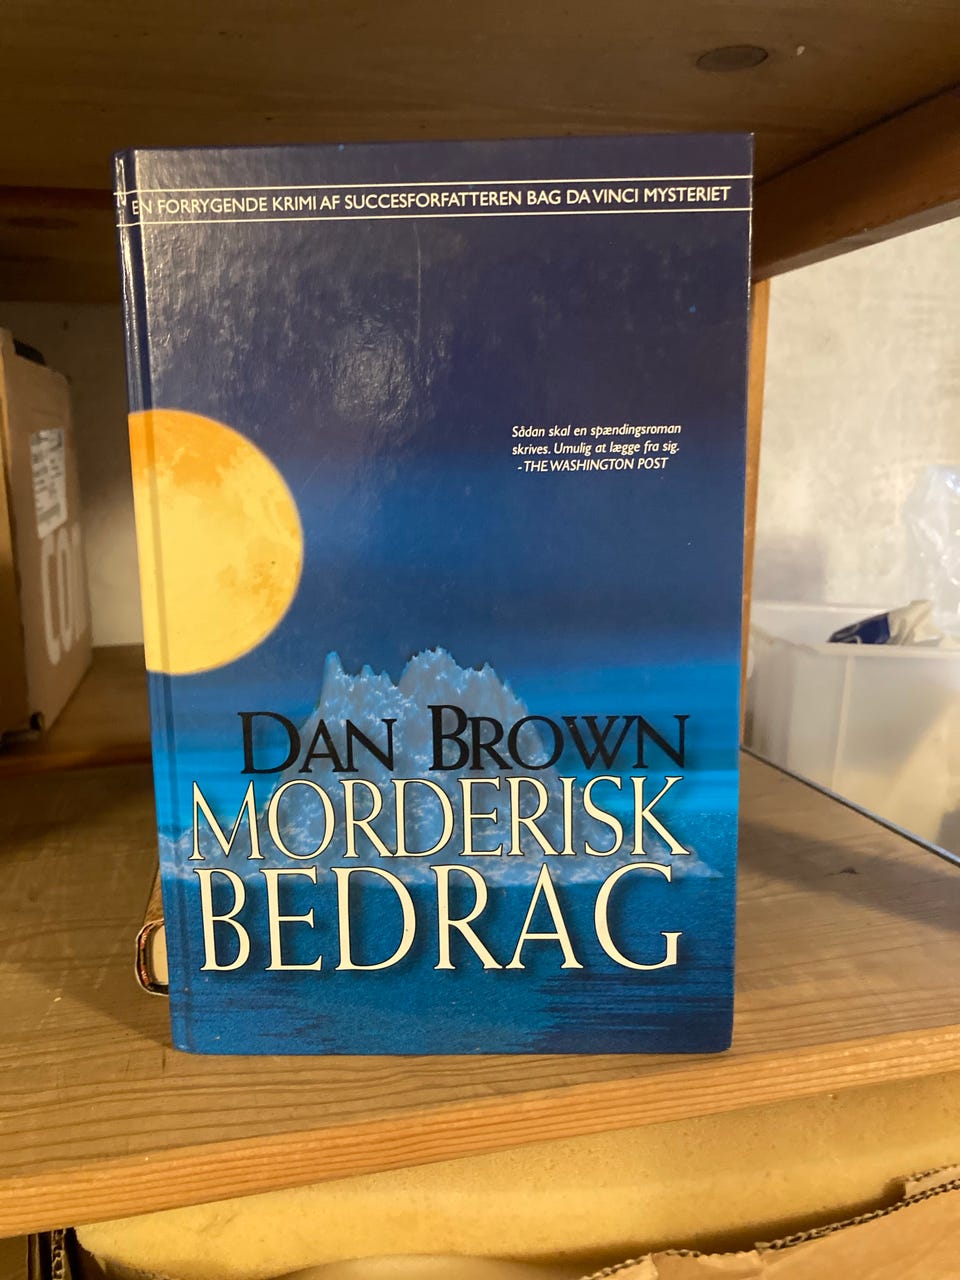 EN FORRYGENDE KRIMI AF SUCCESFORFATTEREN BAG DA VINCI MYSTERIET
Sådan skal en spændingsroman
skrives. Umulig at lægge fra sig.
- THE WASHINGTON POST
DAN BROWN
MORDERISK
BEDRAG